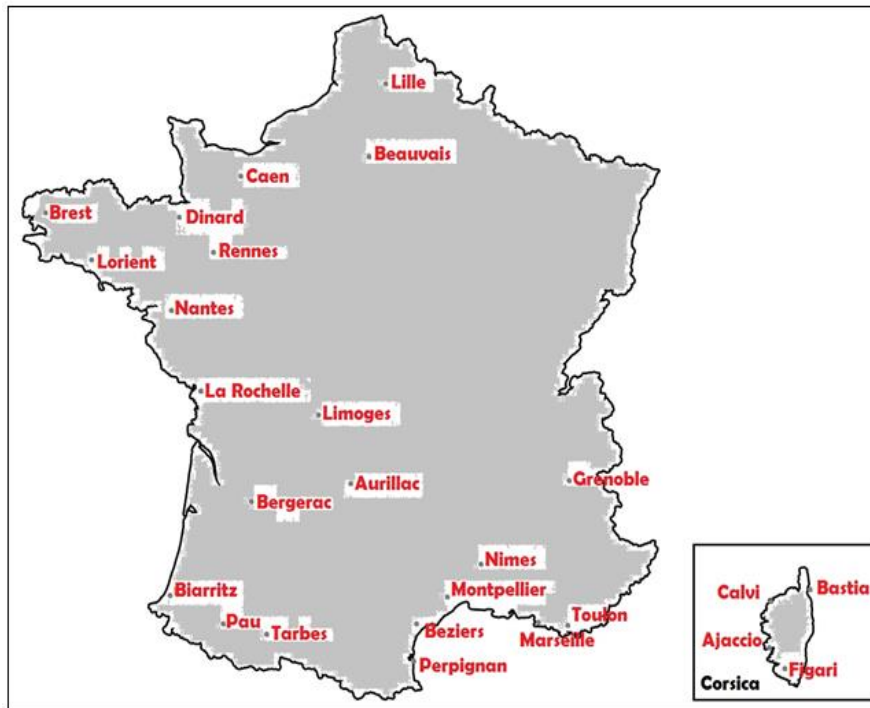 Lille
Beauvais
Caen
Brest
Dinard
Rennes
Lorient
Nantes
La Rochelle
Limoges
Grenoble
Aurillac
Bergerac
Nimes
Biarritz
Montpellier
Pau
Tarbes
Beziers
Toulon
Marseille
Perpignan
Calvi
Bastia
Ajaccio
Figari
Corsica